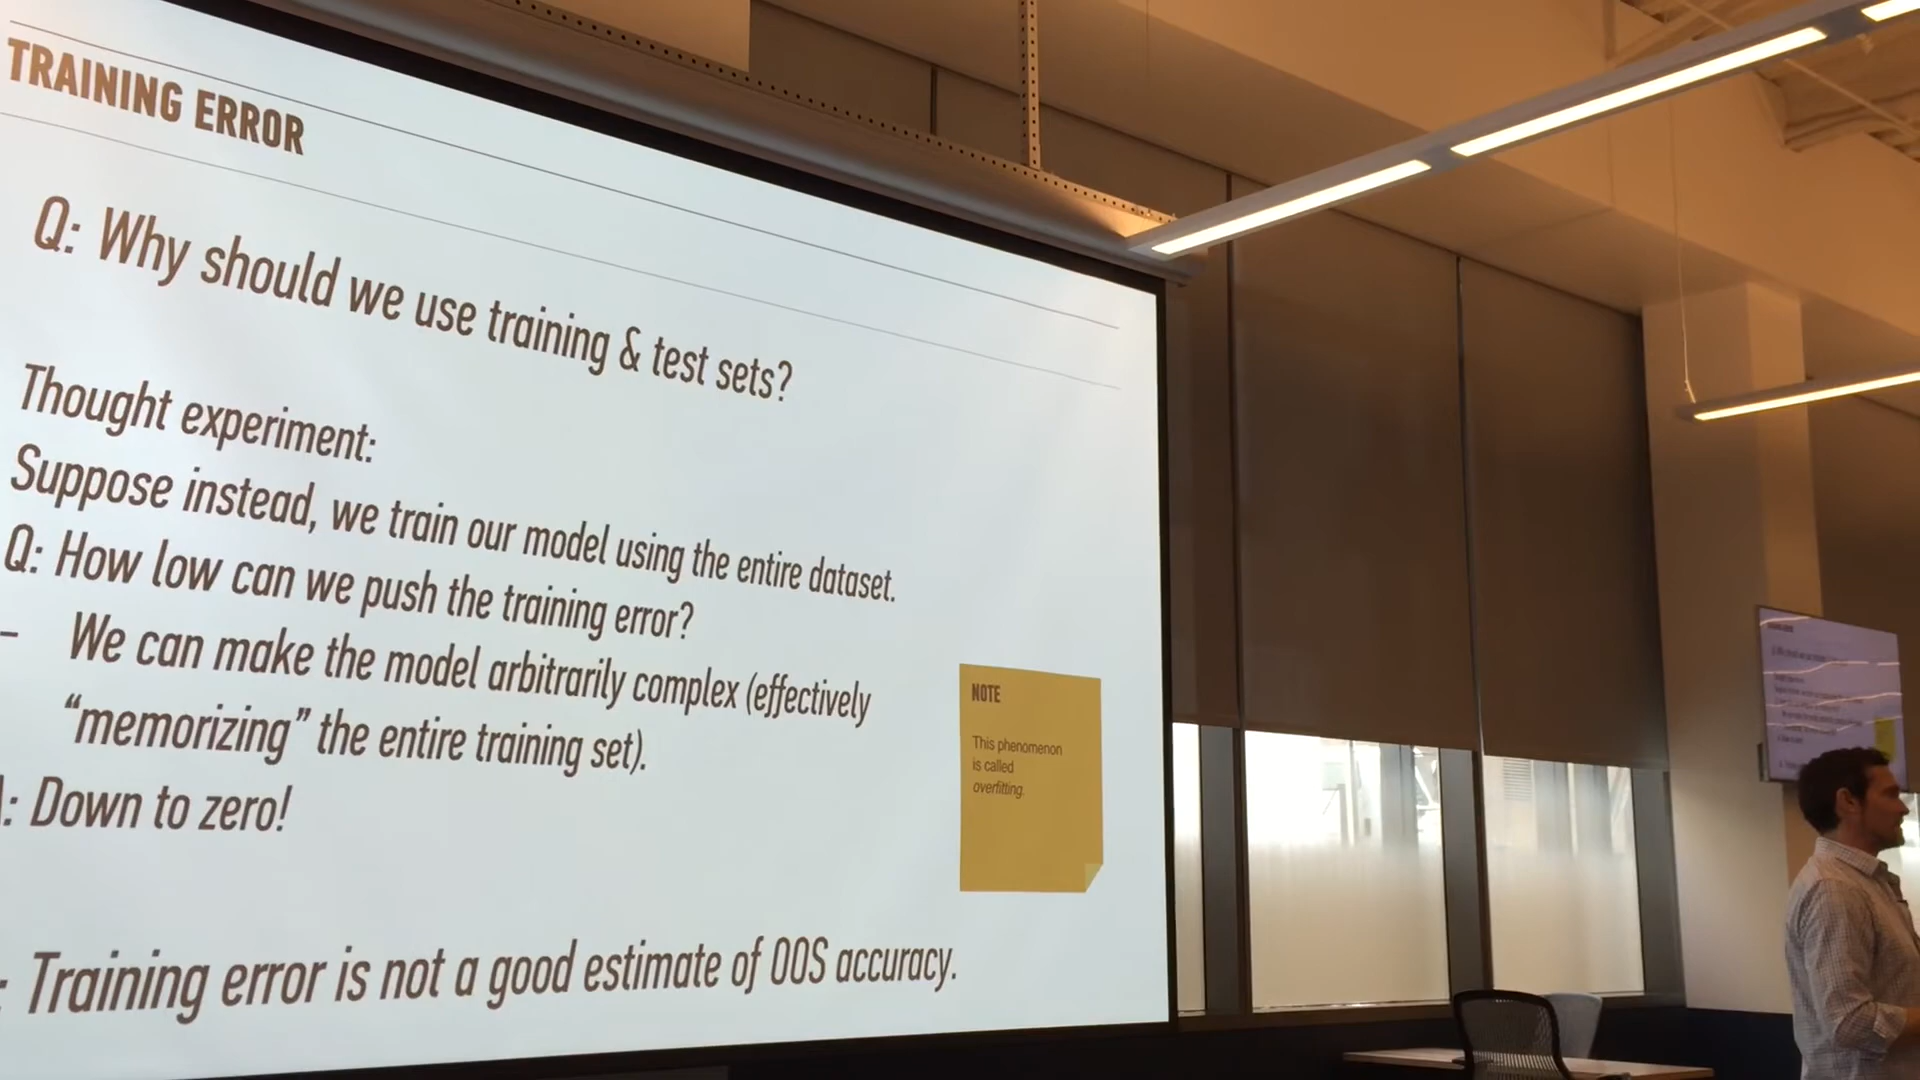 TRAINING ERROR
Q: Why should we use training & test sets?
Thought experiment:
Suppose instead, we train our model using the entire dataset.
Q: How low can we push the training error?
- We can make the model arbitrarily complex (effectively
“memorizing” the entire training set).
: Down to zero!
NOTE
This phenomenon
is called
overfitting.
: Training error is not a good estimate of OOS accuracy.